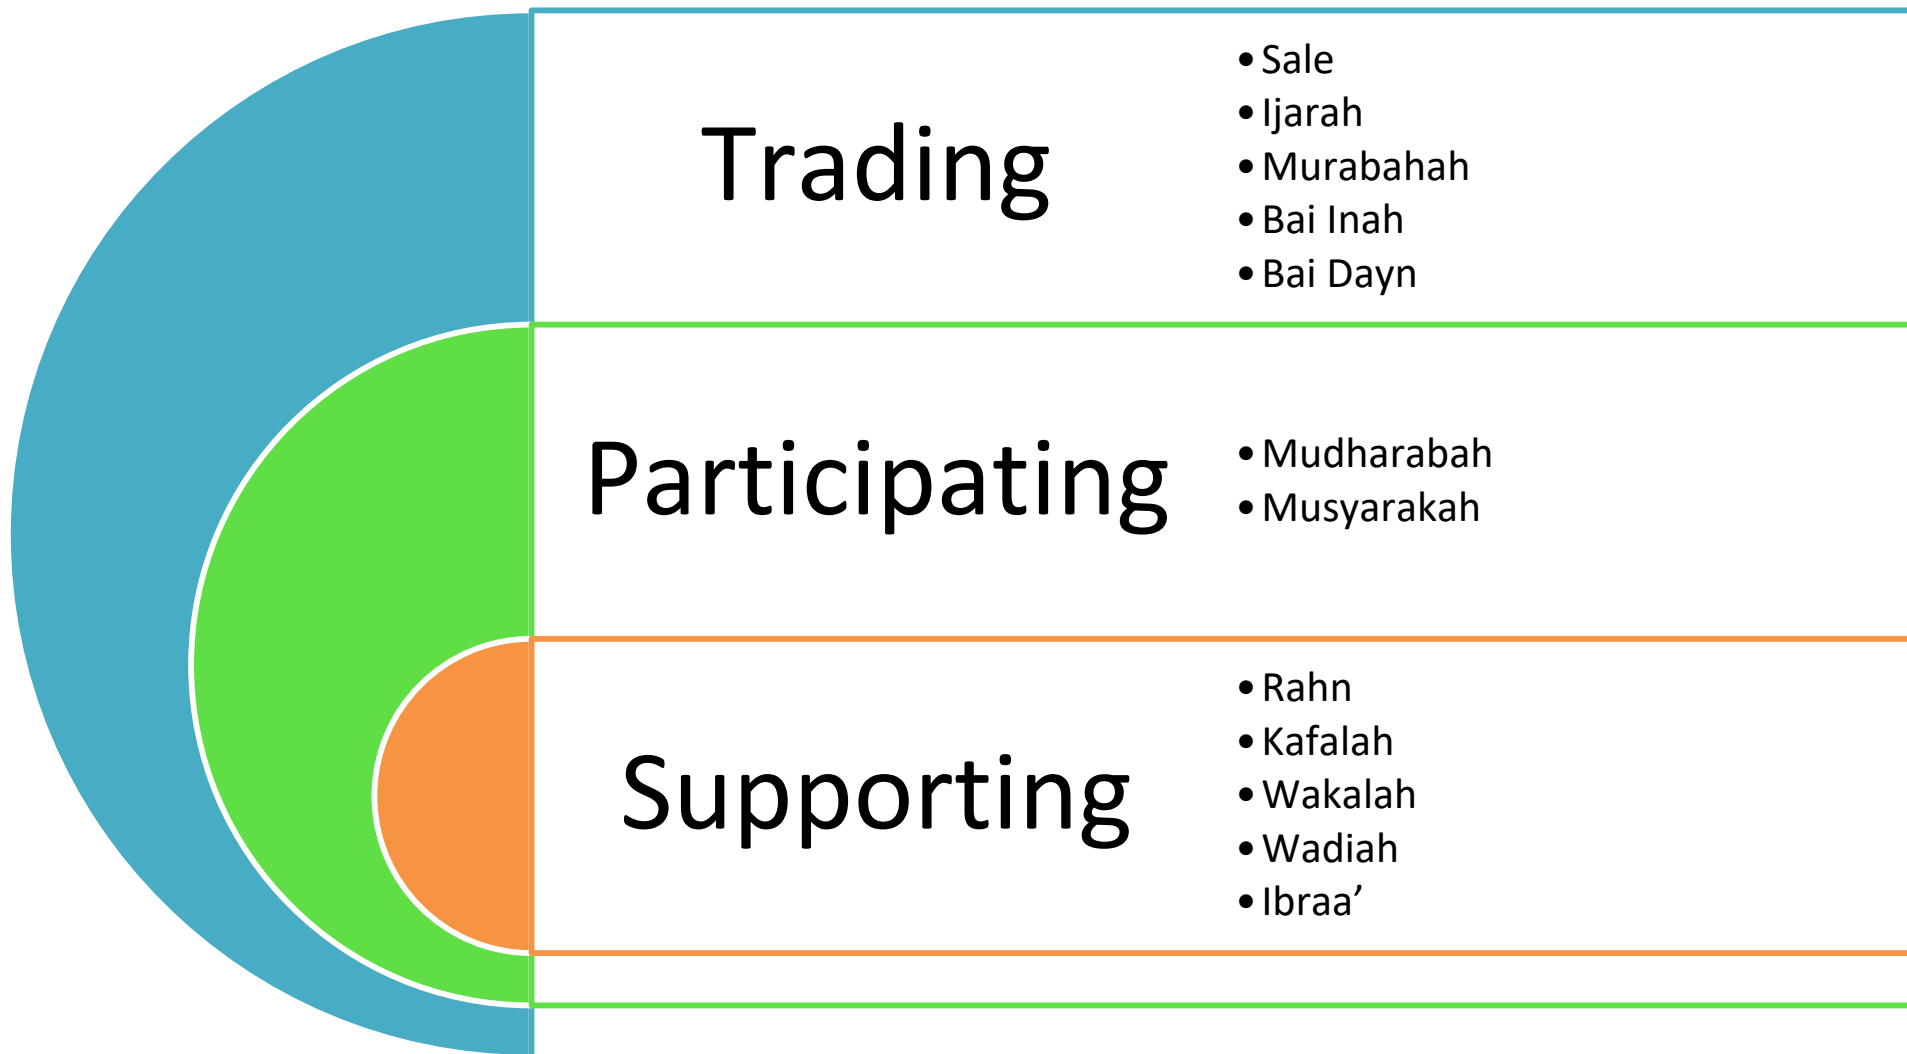 Trading
• Sale
• Ijarah
• Murabahah
• Bai Inah
• Bai Dayn
Participating
• Mudharabah
• Musyarakah
Supporting
• Rahn
• Kafalah
• Wakalah
• Wadiah
• Ibraa’